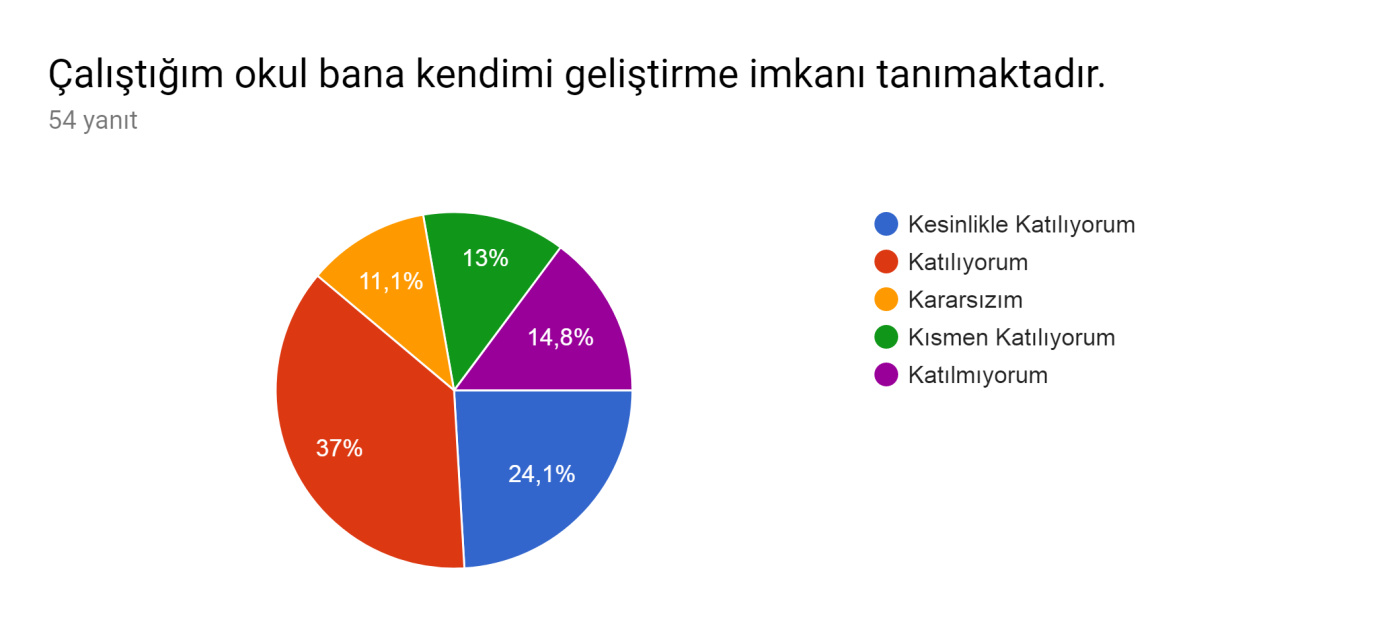 Çalıştığım okul bana kendimi geliştirme imkanı tanımaktadır.
54 yanıt
Kesinlikle Katılıyorum
Katılıyorum
Kararsızım
Kısmen Katılıyorum
Katılmıyorum
13%
11,1%
14,8%
37%
24,1%